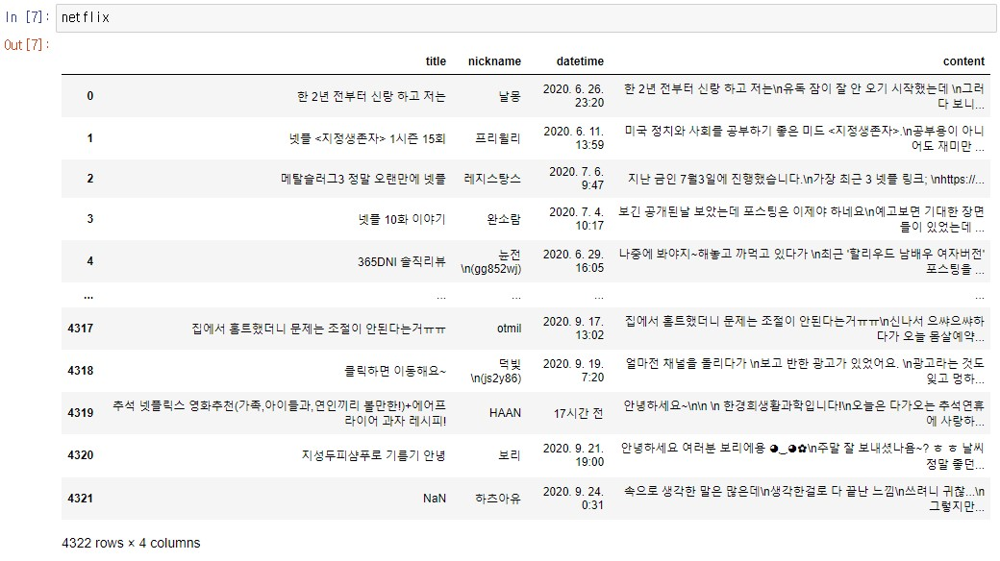 In [7]: netflix
Out[7]:
title nickname datetime content
0 한 2년 전부터 신랑 하고 저는 날몽 2020. 6. 26. 23:20 한 2년 전부터 신랑 하고 저는\n유독 잠이 잘 안 오기 시작했는데 \n그러다 보니...
1 넷플 <지정생존자> 1시즌 15회 프리윌리 2020. 6. 11. 13:59 미국 정치와 사회를 공부하기 좋은 미드 <지정생존자>.\n공부용이 아니어도 재미만 ...
2 메탈슬러그3 정말 오랜만에 넷플 레지스탕스 2020. 7. 6. 9:47 지난 금인 7월3일에 진행했습니다.\n가장 최근 3 넷플 링크; \nhttps://...
3 넷플 10화 이야기 완소람 2020. 7. 4. 10:17 보긴 공개된날 보았는데 포스팅은 이제야 하네요\n예고보면 기대한 장면들이 있었는데 ...
4 365DNI 솔직리뷰 뉸전\n(gg852wj) 2020. 6. 29. 16:05 나중에 봐야지~해놓고 까먹고 있다가 \n최근 '할리우드 남배우 여자버전' 포스팅을 ...
... ... ... ... ...
4317 집에서 홈트했더니 문제는 조절이 안된다는거ㅠㅠ otmil 2020. 9. 17. 13:02 집에서 홈트했더니 문제는 조절이 안된다는거ㅠㅠ\n신나서 으쌰으쌰하다가 오늘 몸살예약...
4318 클릭하면 이동해요~ 덕빛\n(js2y86) 2020. 9. 19. 7:20 얼마전 채널을 돌리다가 \n보고 반한 광고가 있었어요. \n광고라는 것도 잊고 멍하...
4319 추석 넷플릭스 영화추천(가족,아이들과,연인끼리 볼만한!)+에어프라이어 과자 레시피! HAAN 17시간 전 안녕하세요~\n\n \n 한경희생활과학입니다!\n오늘은 다가오는 추석연휴에 사랑하...
4320 지성두피샴푸로 기름기 안녕 보리 2020. 9. 21. 19:00 안녕하세요 여러분 보리에용 ◕‿◕✿\n주말 잘 보내셨나욤~? ㅎ ㅎ 날씨 정말 좋던...
4321 NaN 하츠아유 2020. 9. 24. 0:31 속으로 생각한 말은 많은데\n생각한걸로 다 끝난 느낌\n쓰려니 귀찮...\n그렇지만...
4322 rows × 4 columns